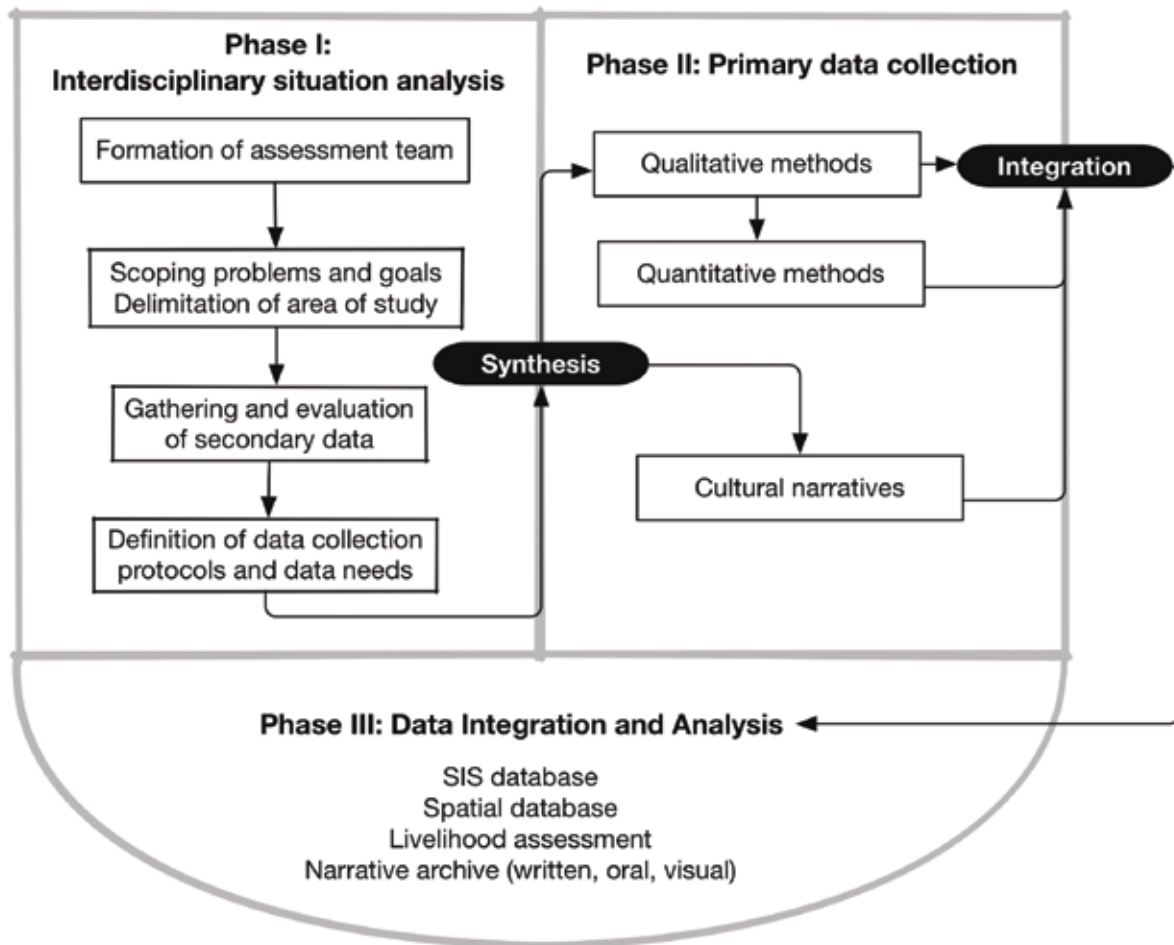 Phase I:
Interdisciplinary situation analysis
Formation of assessment team
Scoping problems and goals
Delimitation of area of study
Gathering and evaluation
of secondary data
Definition of data collection
protocols and data needs
Synthesis
Phase II: Primary data collection
Qualitative methods
Integration
Quantitative methods
Cultural narratives
Phase III: Data Integration and Analysis
SIS database
Spatial database
Livelihood assessment
Narrative archive (written, oral, visual)